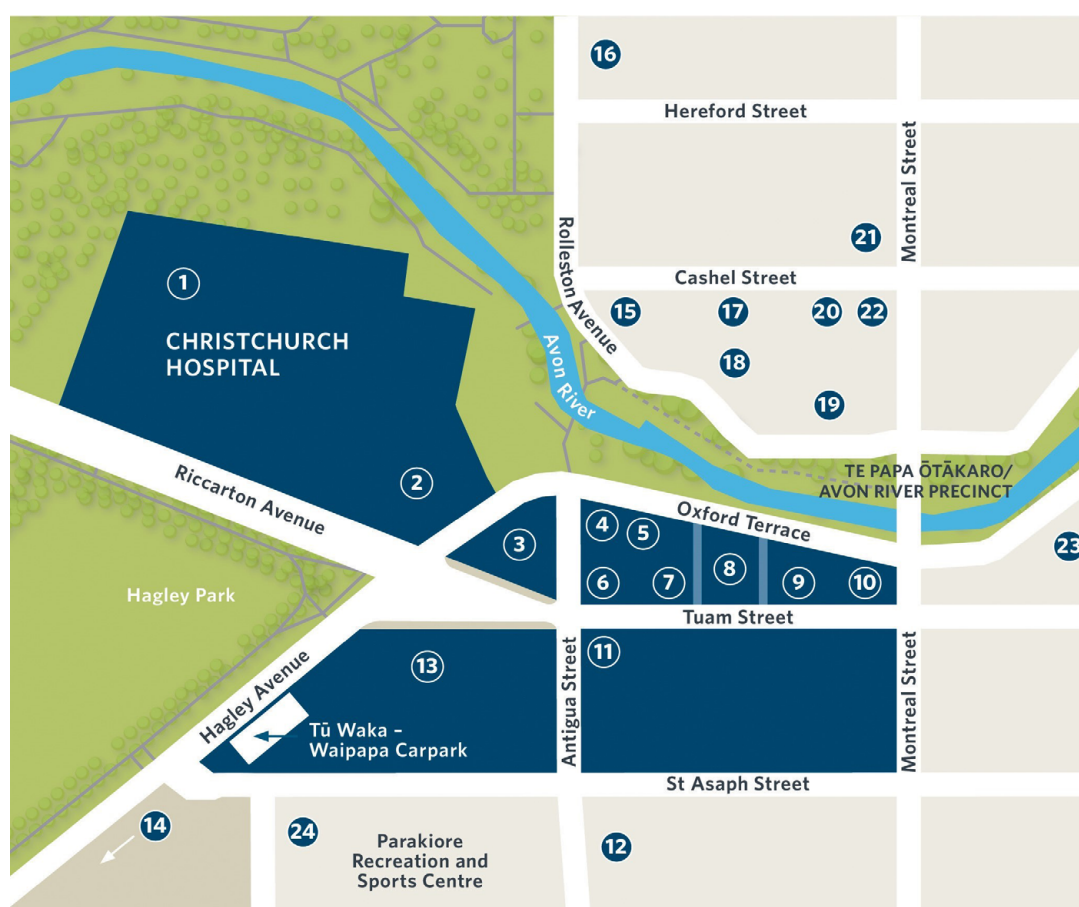 16
Hereford Street
Montreal Street
21
Rolleston Avenue
Cashel Street
1
15
17
20
22
CHRISTCHURCH
HOSPITAL
Avon River
18
19
TE PAPA ŌTĀKARO/
AVON RIVER PRECINCT
2
Riccarton Avenue
Oxford Terrace
3
4
5
23
6
7
8
9
10
Hagley Park
Tuam Street
11
13
Hagley Avenue
Antigua Street
Montreal Street
Tū Waka –
Waipapa Carpark
St Asaph Street
14
24
Parakiore
Recreation and
Sports Centre
12